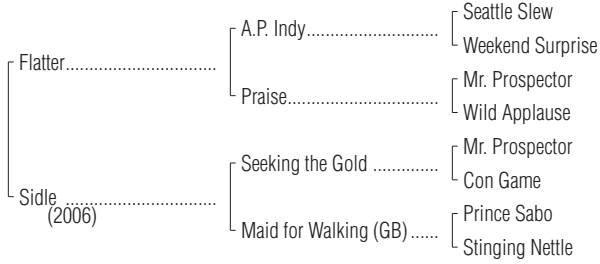 Seattle Slew
A.P. Indy
Weekend Surprise
Flatter
Mr. Prospector
Praise
Wild Applause
Mr. Prospector
Seeking the Gold
Con Game
Sidle
(2006)
Prince Sabo
Maid for Walking (GB)
Stinging Nettle